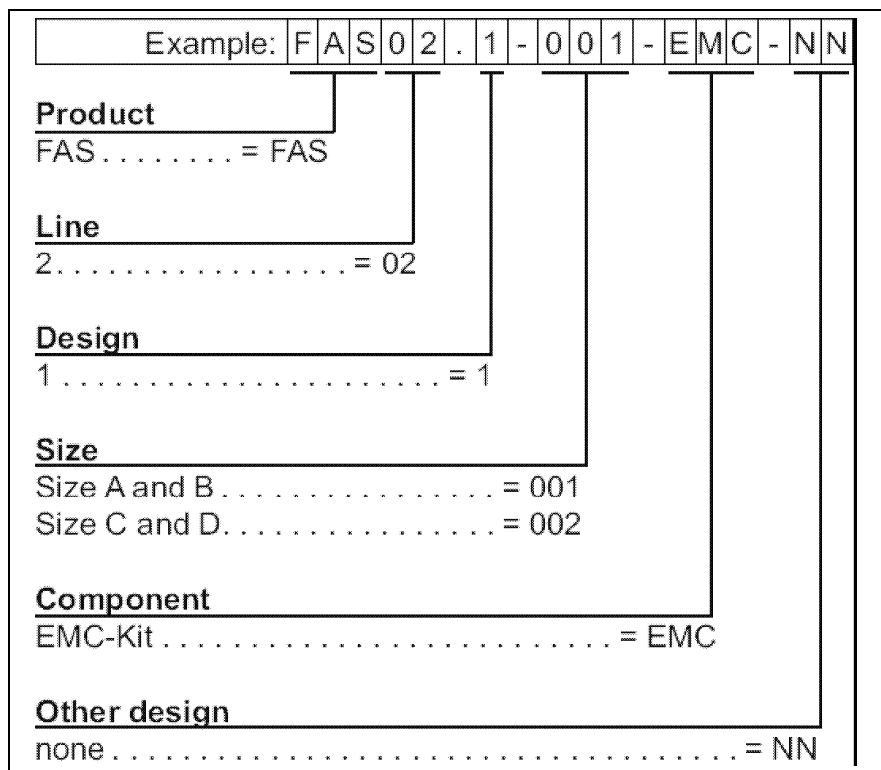 Example: FAS02.1-001-EMC-NN
Product
FAS........= FAS
Line
2.................= 02
Design
1......................= 1
Size
Size A and B................= 001
Size C and D................= 002
Component
EMC-Kit..........................= EMC
Other design
none....................................= NN